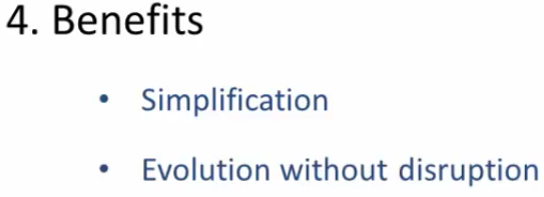 4. Benefits
• Simplification
• Evolution without disruption